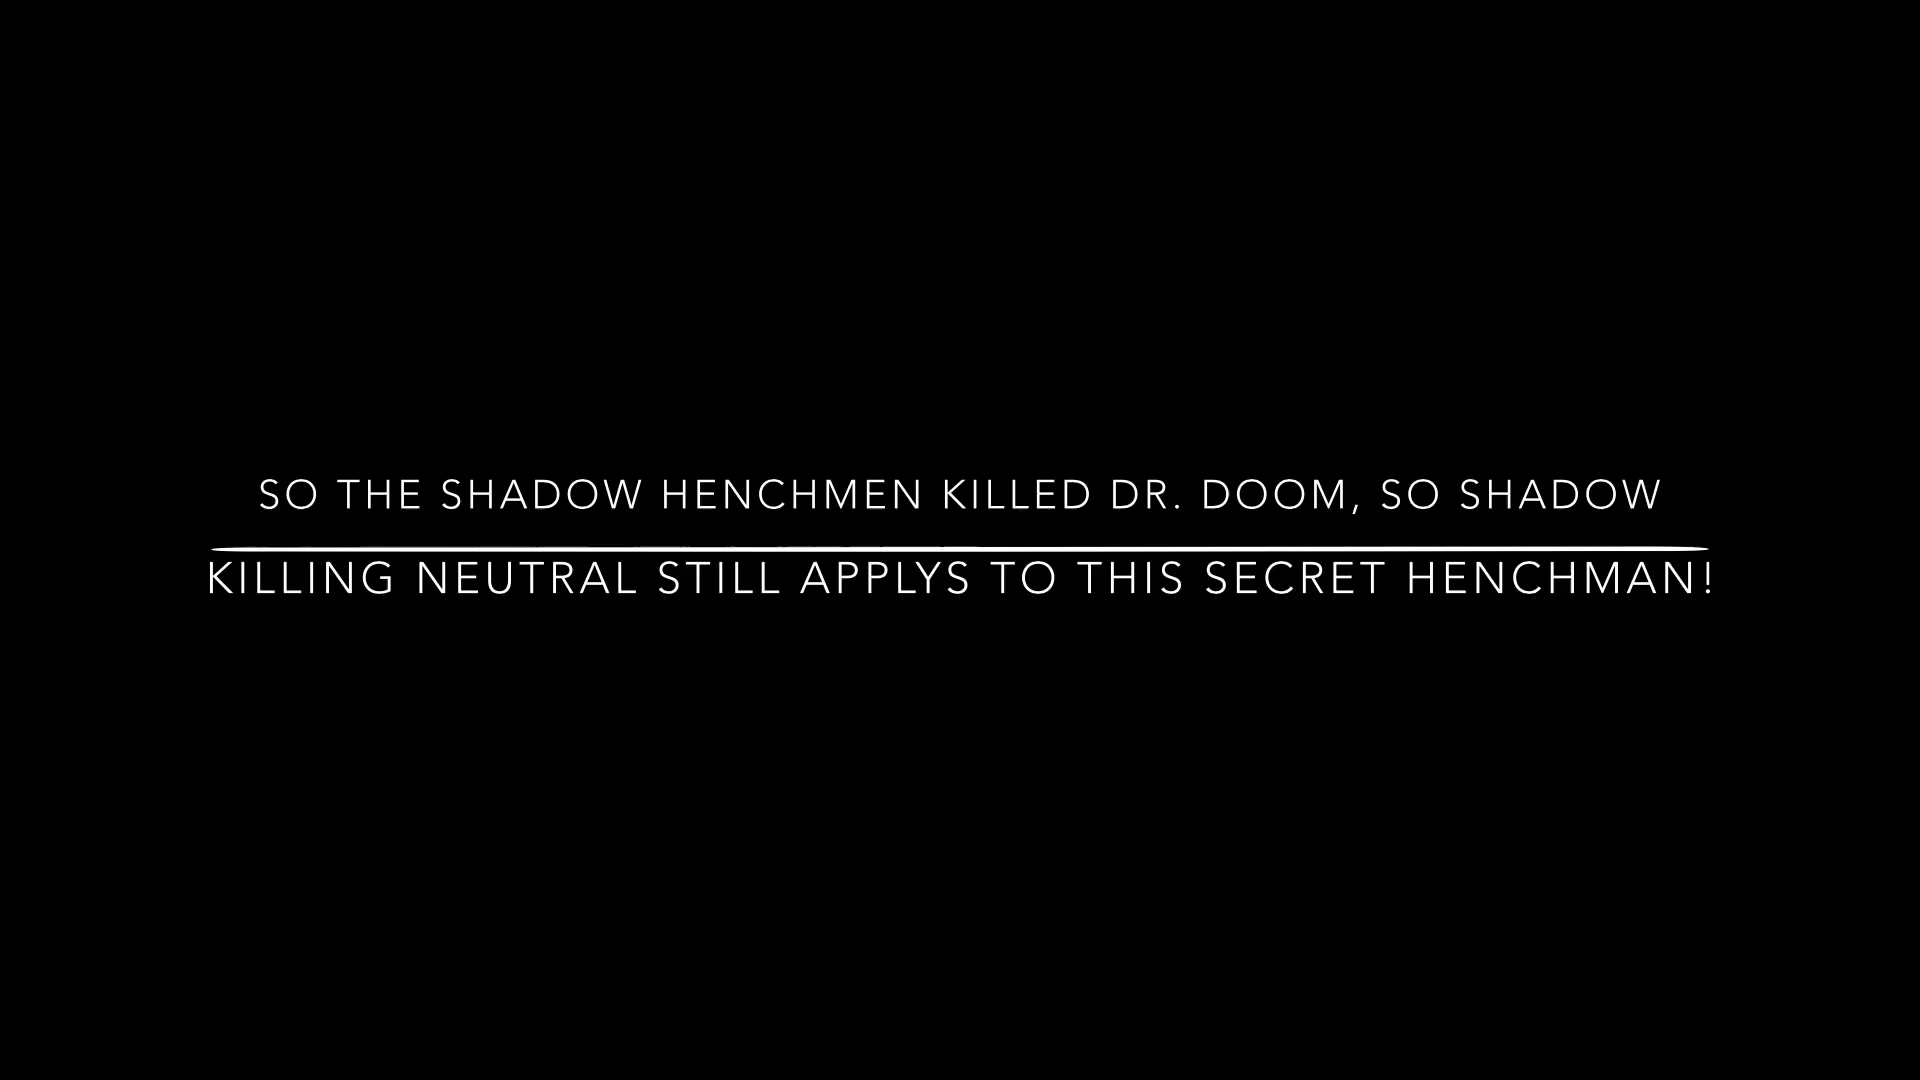 SO THE SHADOW HENCHMEN KILLED DR. DOOM, SO SHADOW
KILLING NEUTRAL STILL APPLYS TO THIS SECRET HENCHMAN!